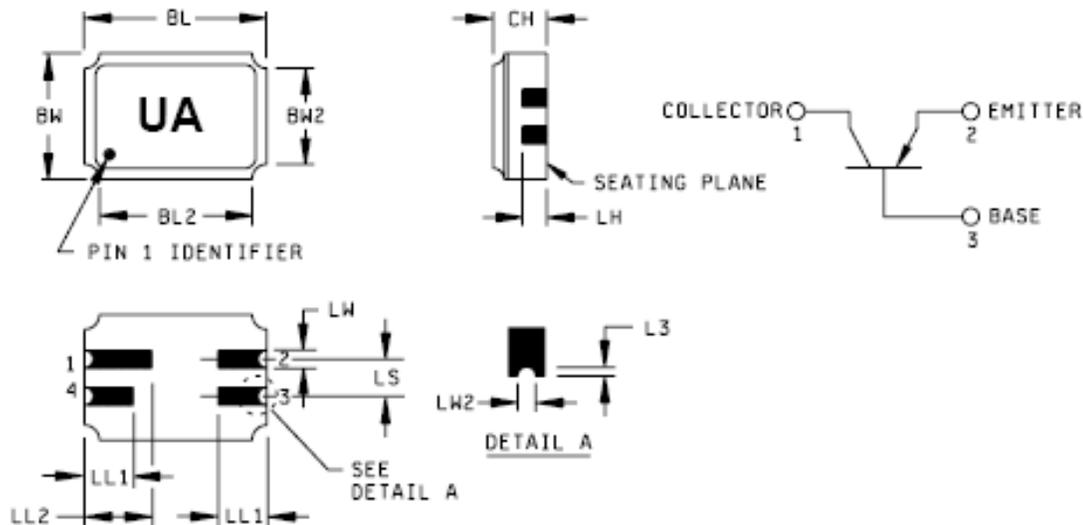 BL
CH
BW
UA
BW2
COLLECTOR
1
EMITTER
2
SEATING PLANE
BL2
LH
BASE
3
PIN 1 IDENTIFIER
LW
L3
1
2
LS
4
3
LW2
DETAIL A
LL1
SEE
DETAIL A
LL2
LL1